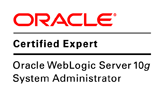 ORACLE®
Certified Expert
Oracle WebLogic Server 10g
System Administrator